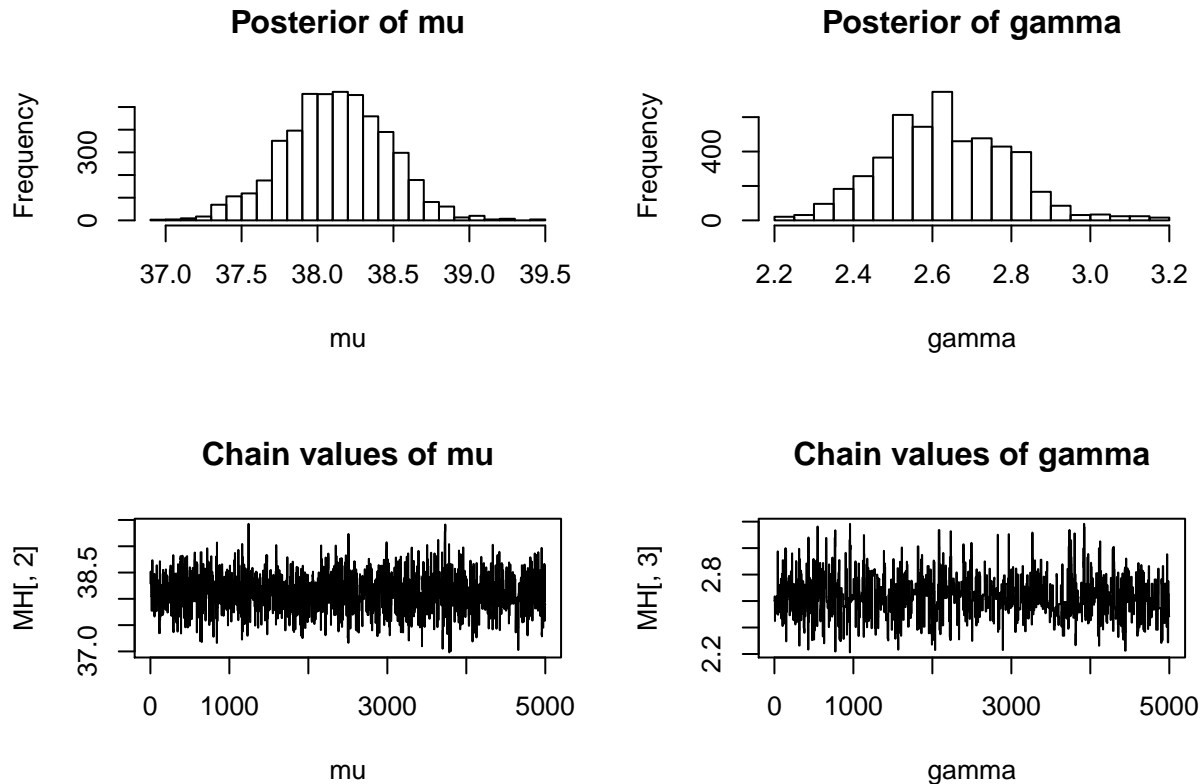 Posterior of mu
Frequency
0
300
37.0 37.5 38.0 38.5 39.0 39.5
mu
Posterior of gamma
Frequency
0
400
2.2 2.4 2.6 2.8 3.0 3.2
gamma
Chain values of mu
MH[, 2]
37.0
38.5
0 1000 3000 5000
mu
Chain values of gamma
MH[, 3]
2.2
2.8
0 1000 3000 5000
gamma